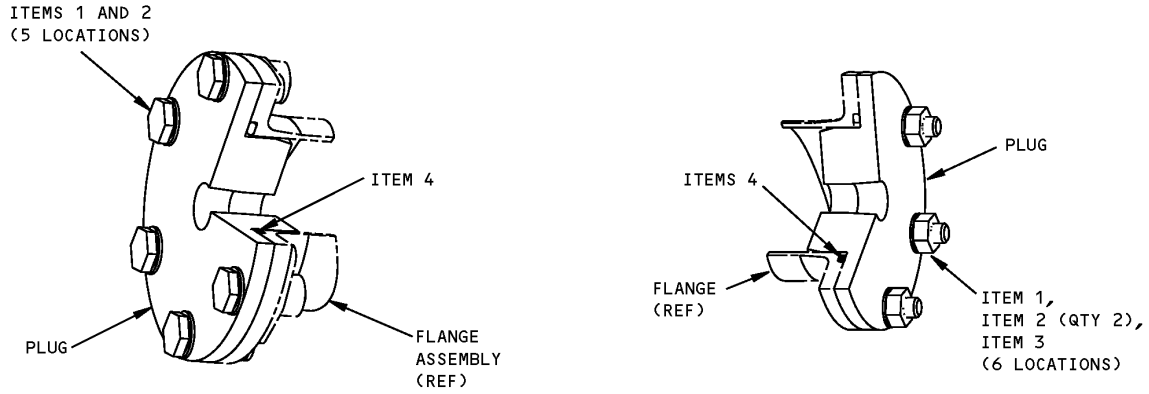 ITEMS 1 AND 2
(5 LOCATIONS)
ITEM 4
PLUG
FLANGE
ASSEMBLY
(REF)
PLUG
ITEMS 4
FLANGE
(REF)
ITEM 1,
ITEM 2 (QTY 2),
ITEM 3
(6 LOCATIONS)